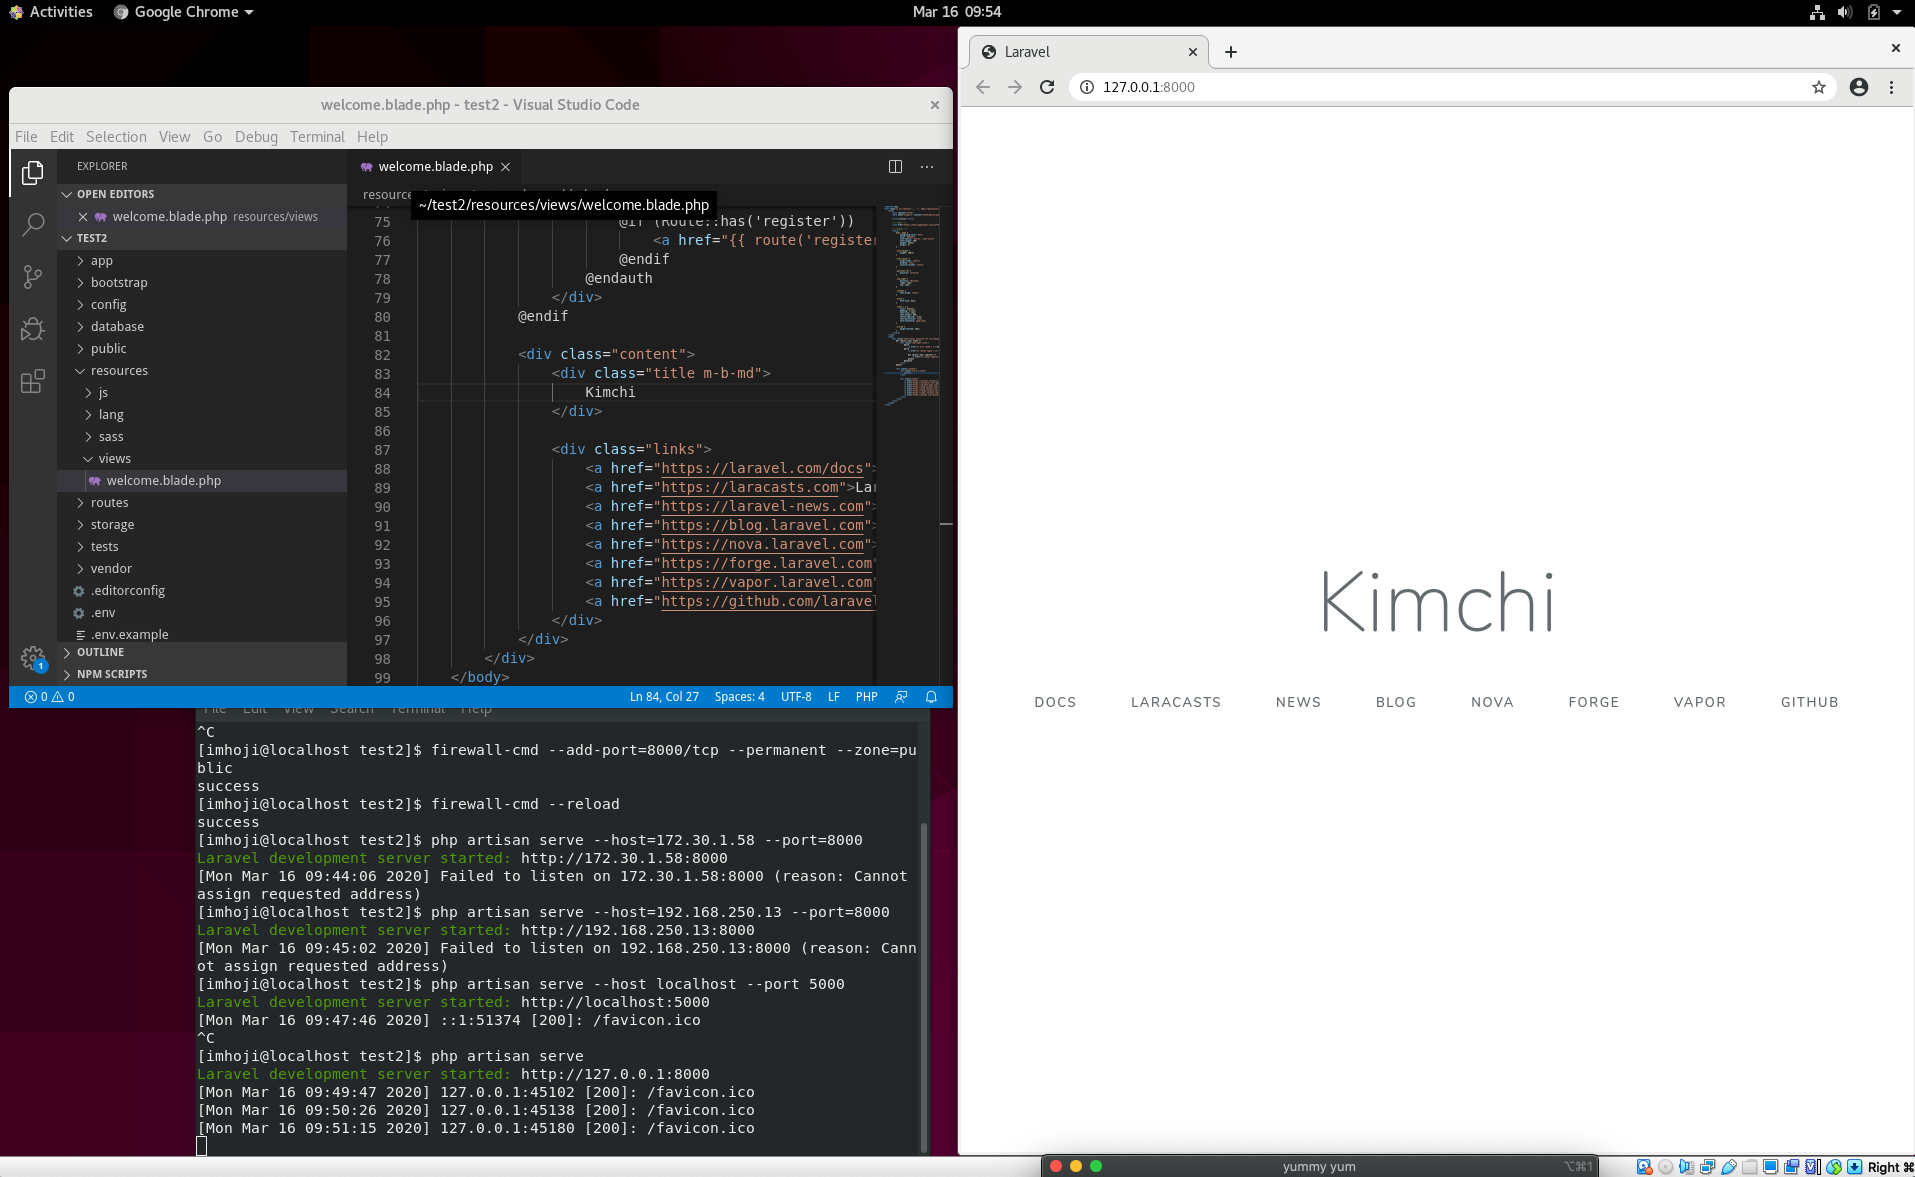 Activities
Google Chrome
Mar 16 09:54
welcome.blade.php - test2 - Visual Studio Code
File Edit Selection View Go Debug Terminal Help
EXPLORER
OPEN EDITORS
welcome.blade.php resources/views
TEST2
app
bootstrap
config
database
public
resources
js
lang
sass
views
welcome.blade.php
routes
storage
tests
vendor
.editorconfig
.env
.env.example
OUTLINE
NPM SCRIPTS
1
welcome.blade.php
resource
~/test2/resources/views/welcome.blade.php
75 @if (Route::has('register'))
76 <a href="{{ route('register
77 @endif
78 @endauth
79 </div>
80 @endif
81
82 <div class="content">
83 <div class="title m-b-md">
84 Kimchi
85 </div>
86
87 <div class="links">
88 <a href="https://laravel.com/docs">
89 <a href="https://laracasts.com">La
90 <a href="https://laravel-news.com">
91 <a href="https://blog.laravel.com">
92 <a href="https://nova.laravel.com">
93 <a href="https://forge.laravel.com"
94 <a href="https://vapor.laravel.com"
95 <a href="https://github.com/laravel
96 </div>
97 </div>
98 </div>
99 </body>
0 0
Ln 84, Col 27 Spaces: 4 UTF-8 LF PHP
File Edit View Search Terminal Help
^C
[imhoji@localhost test2]$ firewall-cmd --add-port=8000/tcp --permanent --zone=pu
blic
success
[imhoji@localhost test2]$ firewall-cmd --reload
success
[imhoji@localhost test2]$ php artisan serve --host=172.30.1.58 --port=8000
Laravel development server started: http://172.30.1.58:8000
[Mon Mar 16 09:44:06 2020] Failed to listen on 172.30.1.58:8000 (reason: Cannot
assign requested address)
[imhoji@localhost test2]$ php artisan serve --host=192.168.250.13 --port=8000
Laravel development server started: http://192.168.250.13:8000
[Mon Mar 16 09:45:02 2020] Failed to listen on 192.168.250.13:8000 (reason: Cann
ot assign requested address)
[imhoji@localhost test2]$ php artisan serve --host localhost --port 5000
Laravel development server started: http://localhost:5000
[Mon Mar 16 09:47:46 2020] ::1:51374 [200]: /favicon.ico
^C
[imhoji@localhost test2]$ php artisan serve
Laravel development server started: http://127.0.0.1:8000
[Mon Mar 16 09:49:47 2020] 127.0.0.1:45102 [200]: /favicon.ico
[Mon Mar 16 09:50:26 2020] 127.0.0.1:45138 [200]: /favicon.ico
[Mon Mar 16 09:51:15 2020] 127.0.0.1:45180 [200]: /favicon.ico
Laravel
127.0.0.1:8000
Kimchi
DOCS LARACASTS NEWS BLOG NOVA FORGE VAPOR GITHUB
yummy yum
⌥⌘1
Right ⌘